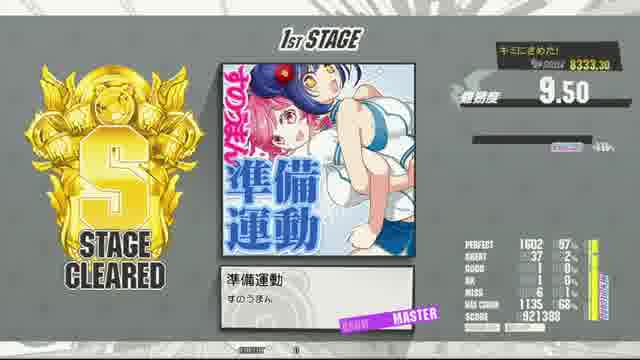 1ST STAGE
キミにきめた!
8333.30
難易度 9.50
すのうまん
準備
運動
S
STAGE
CLEARED
準備運動
すのうまん
MASTER
PERFECT 1602 97%
GREAT 37 2%
GOOD 1 0%
1 0%
MISS 6 1%
MAX 1135 68%
SCORE 921388